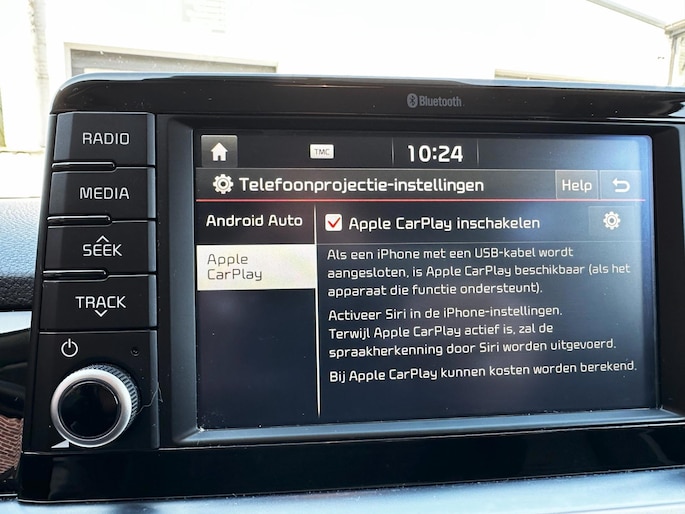 Bluetooth
RADIO
MEDIA
SEEK
TRACK
TMC
10:24
Telefoonprojectie-instellingen
Help
Android Auto
Apple
CarPlay
Apple CarPlay inschakelen
Als een iPhone met een USB-kabel wordt
aangesloten, is Apple CarPlay beschikbaar (als het
apparaat die functie ondersteunt).
Activeer Siri in de iPhone-instellingen.
Terwijl Apple CarPlay actief is, zal de
spraakherkenning door Siri worden uitgevoerd.
Bij Apple CarPlay kunnen kosten worden berekend.